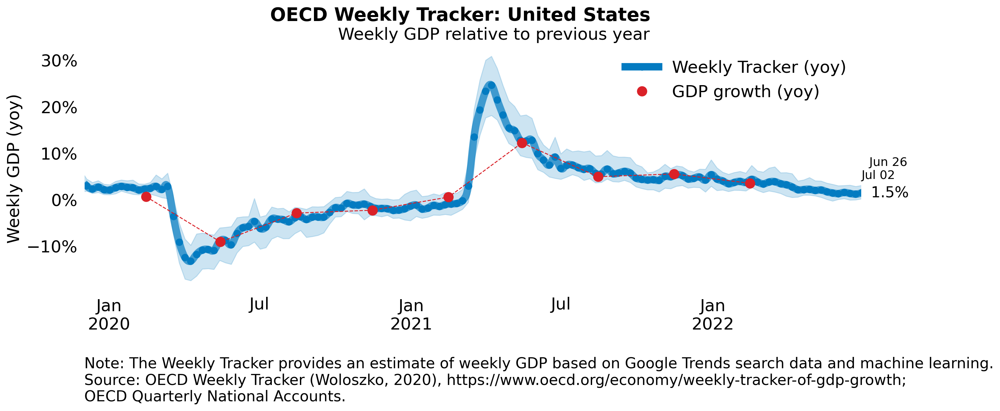 OECD Weekly Tracker: United States
Weekly GDP relative to previous year
Weekly GDP (yoy)
30%
20%
10%
0%
−10%
Weekly Tracker (yoy)
GDP growth (yoy)
Jun 26
Jul 02
1.5%
Jan
2020
Jul
Jan
2021
Jul
Jan
2022
Note: The Weekly Tracker provides an estimate of weekly GDP based on Google Trends search data and machine learning.
Source: OECD Weekly Tracker (Woloszko, 2020), https://www.oecd.org/economy/weekly-tracker-of-gdp-growth;
OECD Quarterly National Accounts.